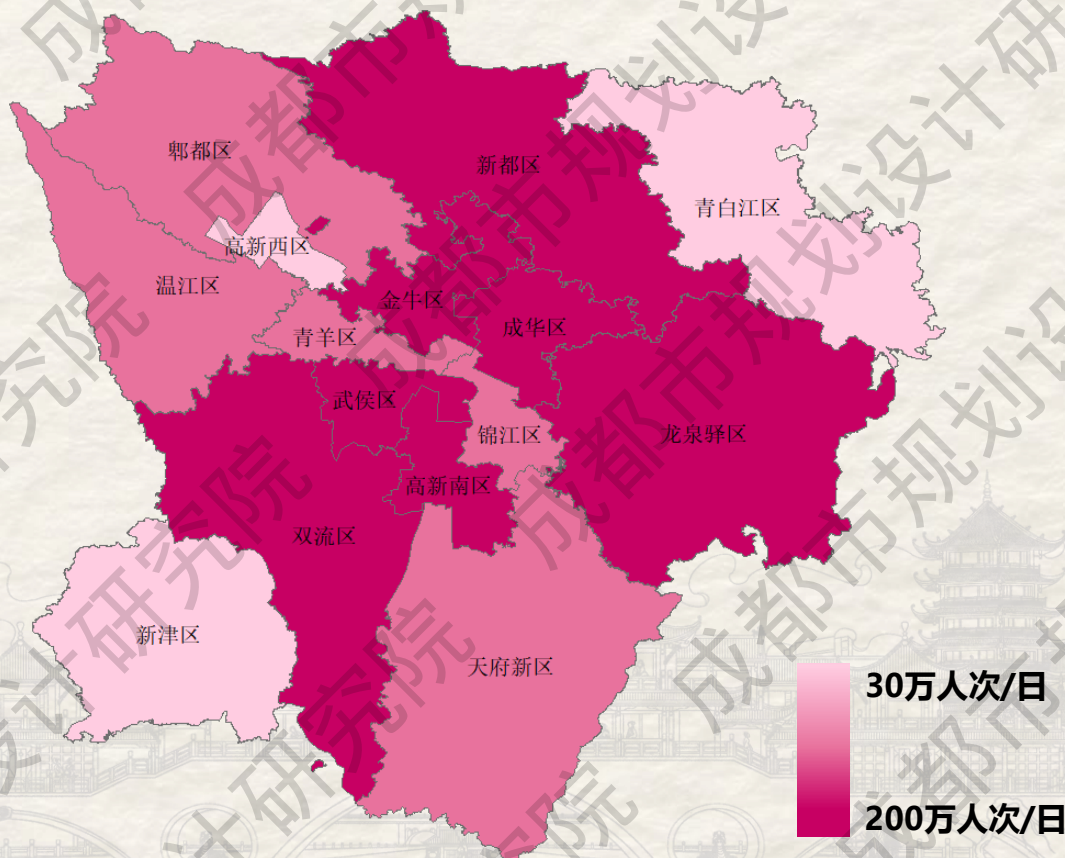 郫都区
新都区
青白江区
高新西区
温江区
金牛区
青羊区
成华区
武侯区
锦江区
龙泉驿区
高新南区
双流区
新津区
天府新区
30万人次/日
200万人次/日
成都市规划设计研究院